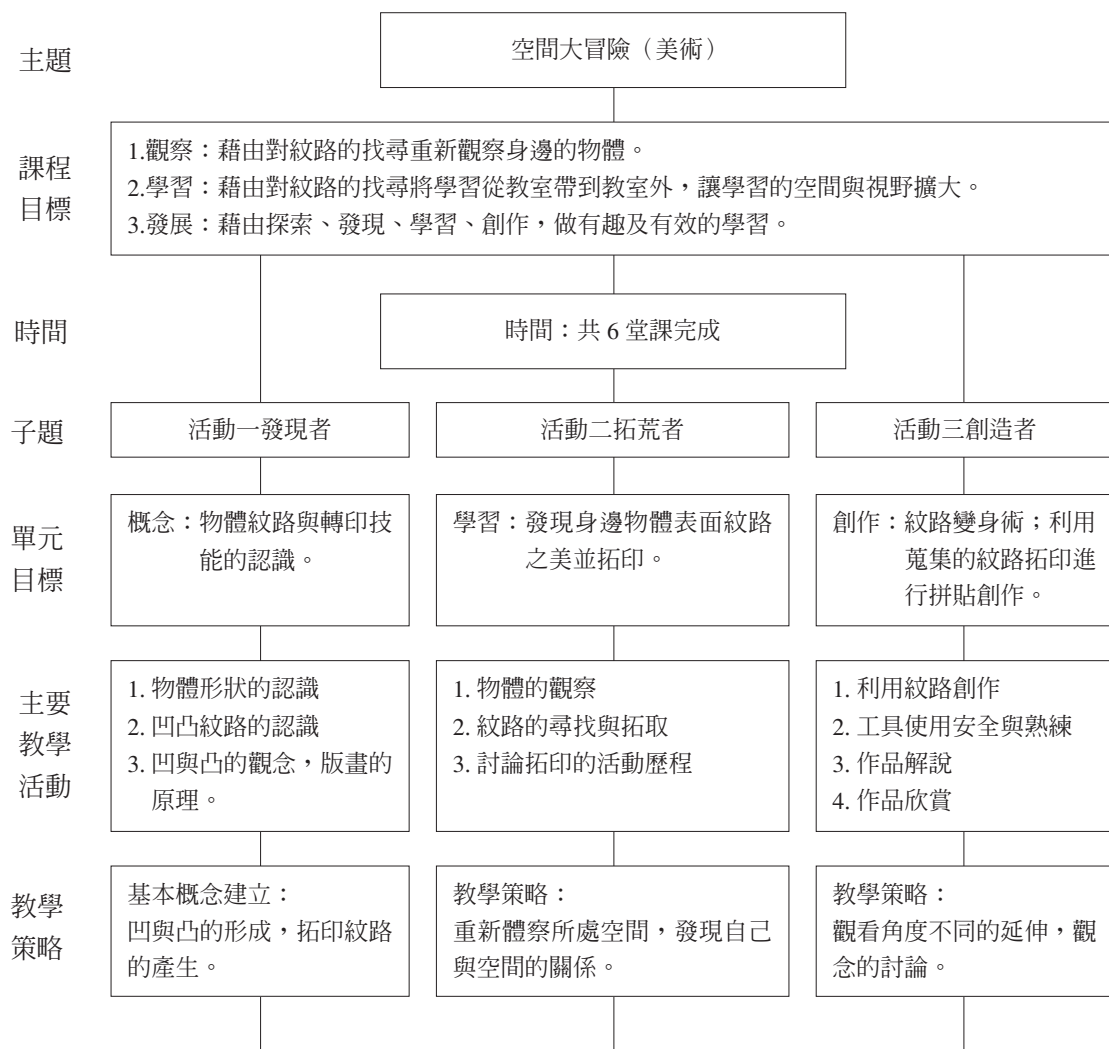 主題
空間大冒險（美術）
課程
目標
1.觀察：藉由對紋路的找尋重新觀察身邊的物體。
2.學習：藉由對紋路的找尋將學習從教室帶到教室外，讓學習的空間與視野擴大。
3.發展：藉由探索、發現、學習、創作，做有趣及有效的學習。
時間
時間：共 6 堂課完成
子題
活動一發現者
活動二拓荒者
活動三創造者
單元
目標
概念：物體紋路與轉印技
能的認識。
學習：發現身邊物體表面紋路
之美並拓印。
創作：紋路變身術；利用
蒐集的紋路拓印進
行拼貼創作。
主要
教學
活動
1. 物體形狀的認識
2. 凹凸紋路的認識
3. 凹與凸的觀念，版畫的
原理。
1. 物體的觀察
2. 紋路的尋找與拓取
3. 討論拓印的活動歷程
1. 利用紋路創作
2. 工具使用安全與熟練
3. 作品解說
4. 作品欣賞
教學
策略
基本概念建立：
凹與凸的形成，拓印紋路
的產生。
教學策略：
重新體察所處空間，發現自己
與空間的關係。
教學策略：
觀看角度不同的延伸，觀
念的討論。